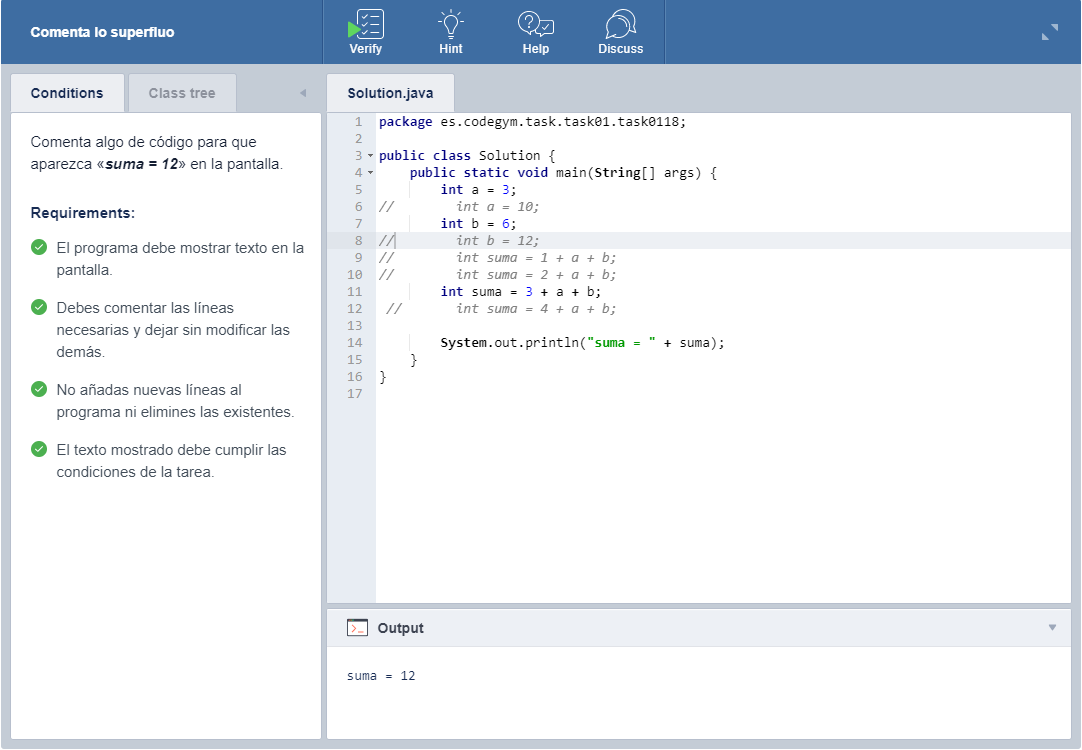 Comenta lo superfluo
Verify
Hint
Help
Discuss
Conditions
Class tree
Comenta algo de código para que
aparezca «suma = 12» en la pantalla.
Requirements:
El programa debe mostrar texto en la
pantalla.
Debes comentar las líneas
necesarias y dejar sin modificar las
demás.
No añadas nuevas líneas al
programa ni elimines las existentes.
El texto mostrado debe cumplir las
condiciones de la tarea.
Solution.java
1 package es.codegym.task.task01.task0118;
2
3 public class Solution {
4     public static void main(String[] args) {
5         int a = 3;
6 //        int a = 10;
7         int b = 6;
8 //        int b = 12;
9 //        int suma = 1 + a + b;
10 //        int suma = 2 + a + b;
11         int suma = 3 + a + b;
12  //       int suma = 4 + a + b;
13
14         System.out.println("suma = " + suma);
15     }
16 }
17
Output
suma = 12